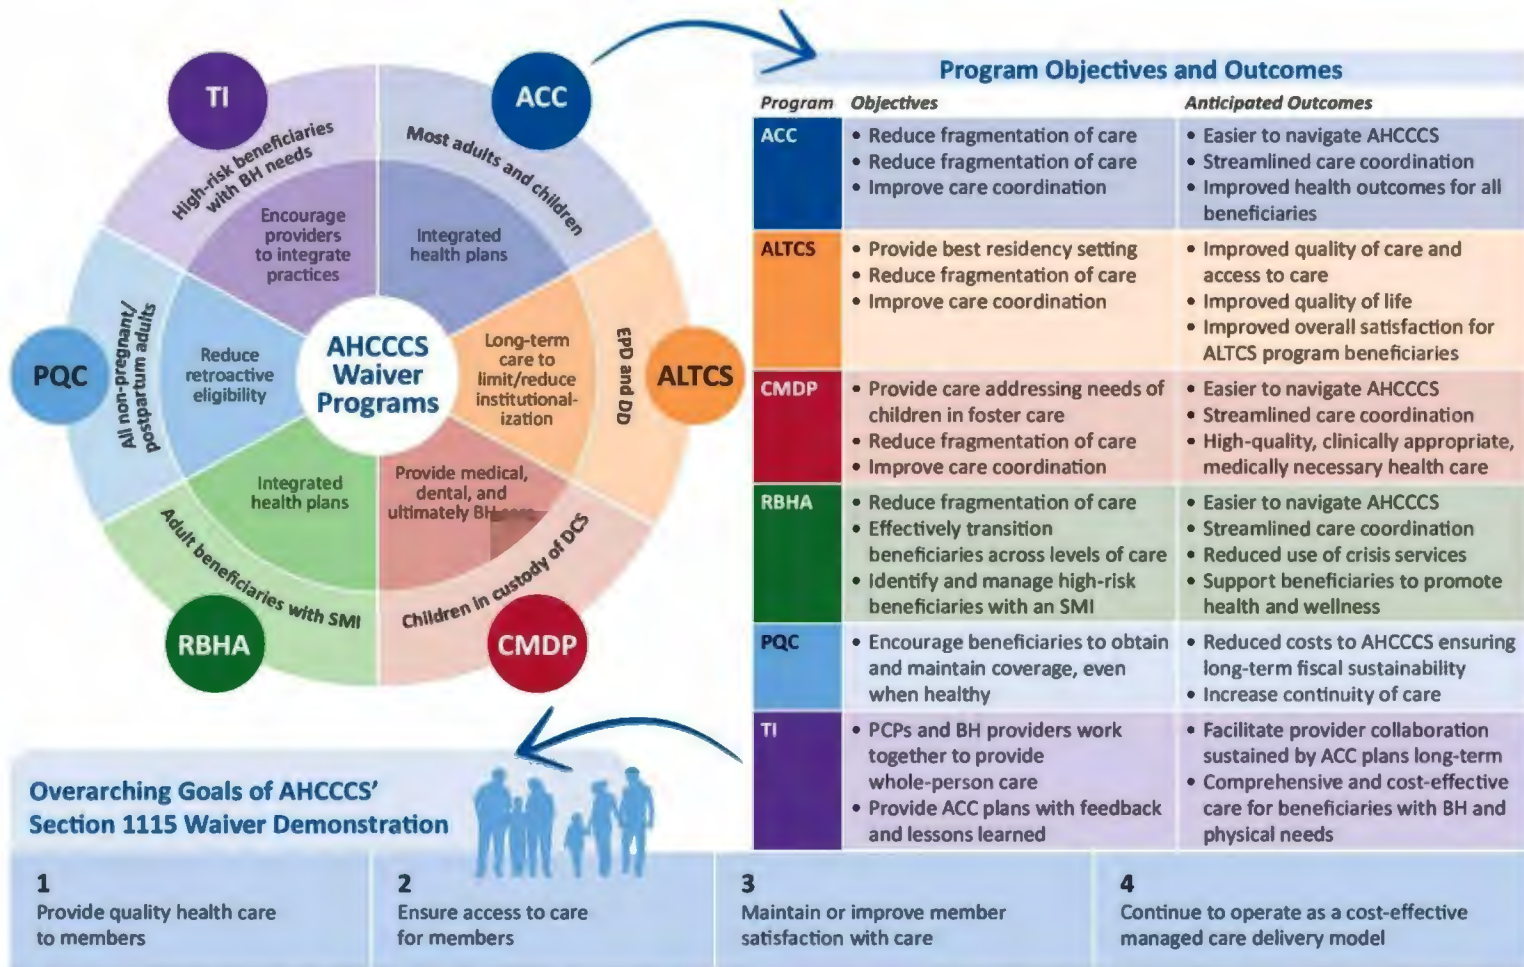 TI
ACC
High-risk beneficiaries
with BH needs
Most adults and children
Encourage
providers
to integrate
practices
Integrated
health plans
PQC
All non-pregnant/
postpartum adults
Reduce
retroactive
eligibility
AHCCCS
Waiver
Programs
Long-term
care to
limit/reduce
institutional-
ization
EPD and DD
ALTCS
Integrated
health plans
Provide medical,
dental, and
ultimately BH
Adult beneficiaries with SMI
Children in custody of DCS
RBHA
CMDP
Program Objectives and Outcomes
Program Objectives Anticipated Outcomes
ACC
• Reduce fragmentation of care
• Reduce fragmentation of care
• Improve care coordination
• Easier to navigate AHCCCS
• Streamlined care coordination
• Improved health outcomes for all
beneficiaries
ALTCS
• Provide best residency setting
• Reduce fragmentation of care
• Improve care coordination
• Improved quality of care and
access to care
• Improved quality of life
• Improved overall satisfaction for
ALTCS program beneficiaries
CMDP
• Provide care addressing needs of
children in foster care
• Reduce fragmentation of care
• Improve care coordination
• Easier to navigate AHCCCS
• Streamlined care coordination
• High-quality, clinically appropriate,
medically necessary health care
RBHA
• Reduce fragmentation of care
• Effectively transition
beneficiaries across levels of care
• Identify and manage high-risk
beneficiaries with an SMI
• Easier to navigate AHCCCS
• Streamlined care coordination
• Reduced use of crisis services
• Support beneficiaries to promote
health and wellness
PQC
• Encourage beneficiaries to obtain
and maintain coverage, even
when healthy
• Reduced costs to AHCCCS ensuring
long-term fiscal sustainability
• Increase continuity of care
TI
• PCPs and BH providers work
together to provide
whole-person care
• Provide ACC plans with feedback
and lessons learned
• Facilitate provider collaboration
sustained by ACC plans long-term
• Comprehensive and cost-effective
care for beneficiaries with BH and
physical needs
Overarching Goals of AHCCCS'
Section 1115 Waiver Demonstration
1
Provide quality health care
to members
2
Ensure access to care
for members
3
Maintain or improve member
satisfaction with care
4
Continue to operate as a cost-effective
managed care delivery model